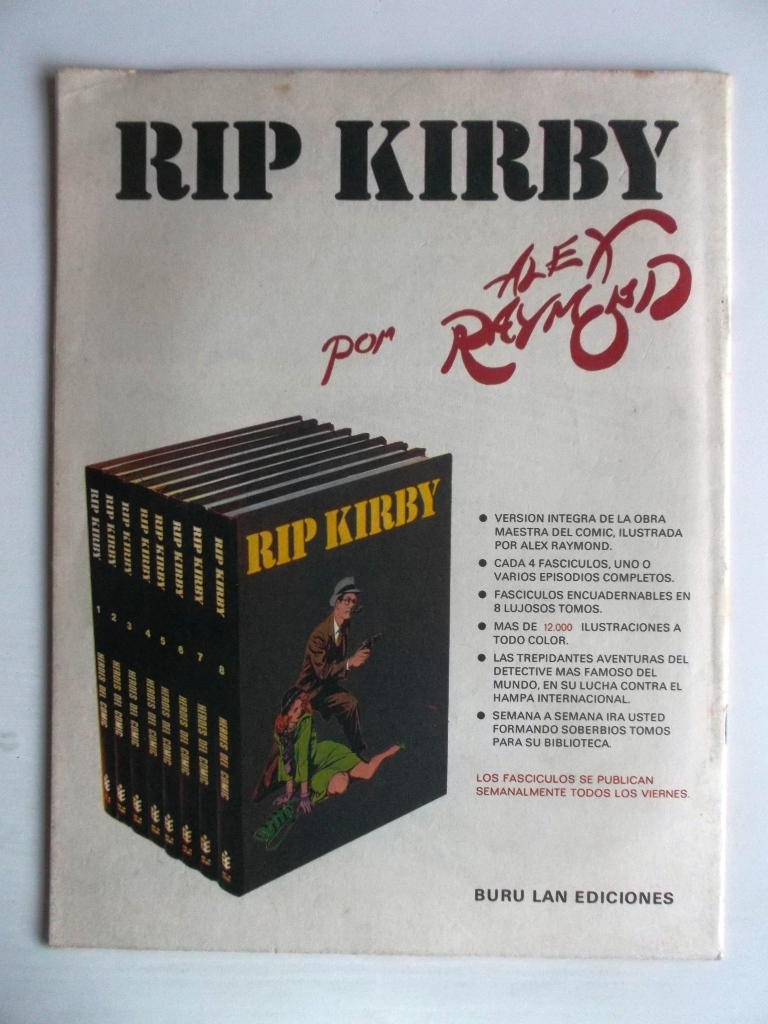 RIP KIRBY
por ALEX
RAYMOND
RIP KIRBY
RIP KIRBY 1 HEROES DEL COMIC
RIP KIRBY 2 HEROES DEL COMIC
RIP KIRBY 3 HEROES DEL COMIC
RIP KIRBY 4 HEROES DEL COMIC
RIP KIRBY 5 HEROES DEL COMIC
RIP KIRBY 6 HEROES DEL COMIC
RIP KIRBY 7 HEROES DEL COMIC
RIP KIRBY 8 HEROES DEL COMIC
● VERSION INTEGRA DE LA OBRA
MAESTRA DEL COMIC, ILUSTRADA
POR ALEX RAYMOND.
● CADA 4 FASCICULOS, UNO O
VARIOS EPISODIOS COMPLETOS.
● FASCICULOS ENCUADERNABLES EN
8 LUJOSOS TOMOS.
● MAS DE 12.000 ILUSTRACIONES A
TODO COLOR.
● LAS TREPIDANTES AVENTURAS DEL
DETECTIVE MAS FAMOSO DEL
MUNDO, EN SU LUCHA CONTRA EL
HAMPA INTERNACIONAL.
● SEMANA A SEMANA IRA USTED
FORMANDO SOBERBIOS TOMOS
PARA SU BIBLIOTECA.
LOS FASCICULOS SE PUBLICAN
SEMANALMENTE TODOS LOS VIERNES.
BURU LAN EDICIONES